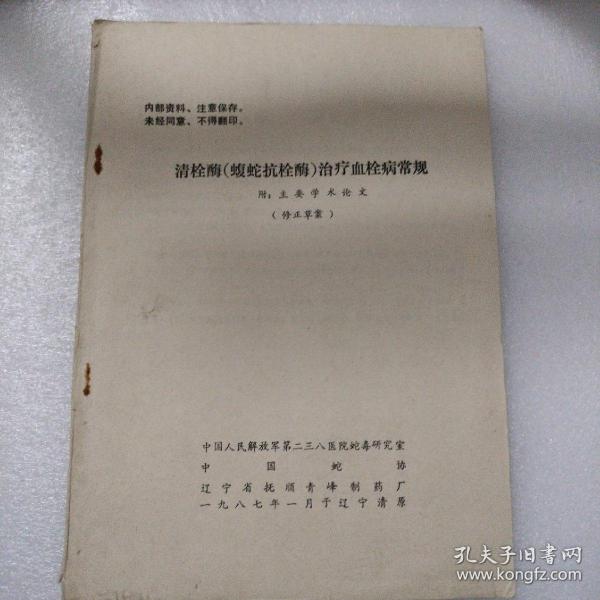 内部资料、注意保存。
未经同意、不得翻印。
清栓酶(蝮蛇抗栓酶)治疗血栓病常规
附:主要学术论文
(修正草案)
中国人民解放军第二三八医院蛇毒研究室
中国蛇协
辽宁省抚顺青峰制药厂
一九八七年一月于辽宁清原
孔夫子旧书网
www.kongfz.com